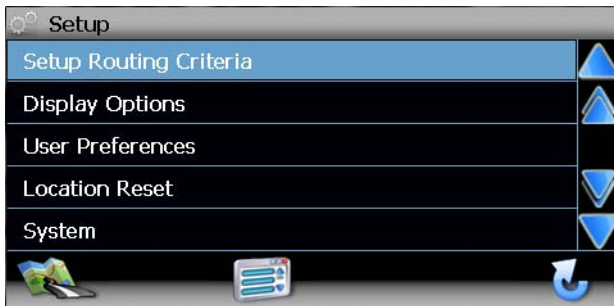 Setup
Setup Routing Criteria
Display Options
User Preferences
Location Reset
System